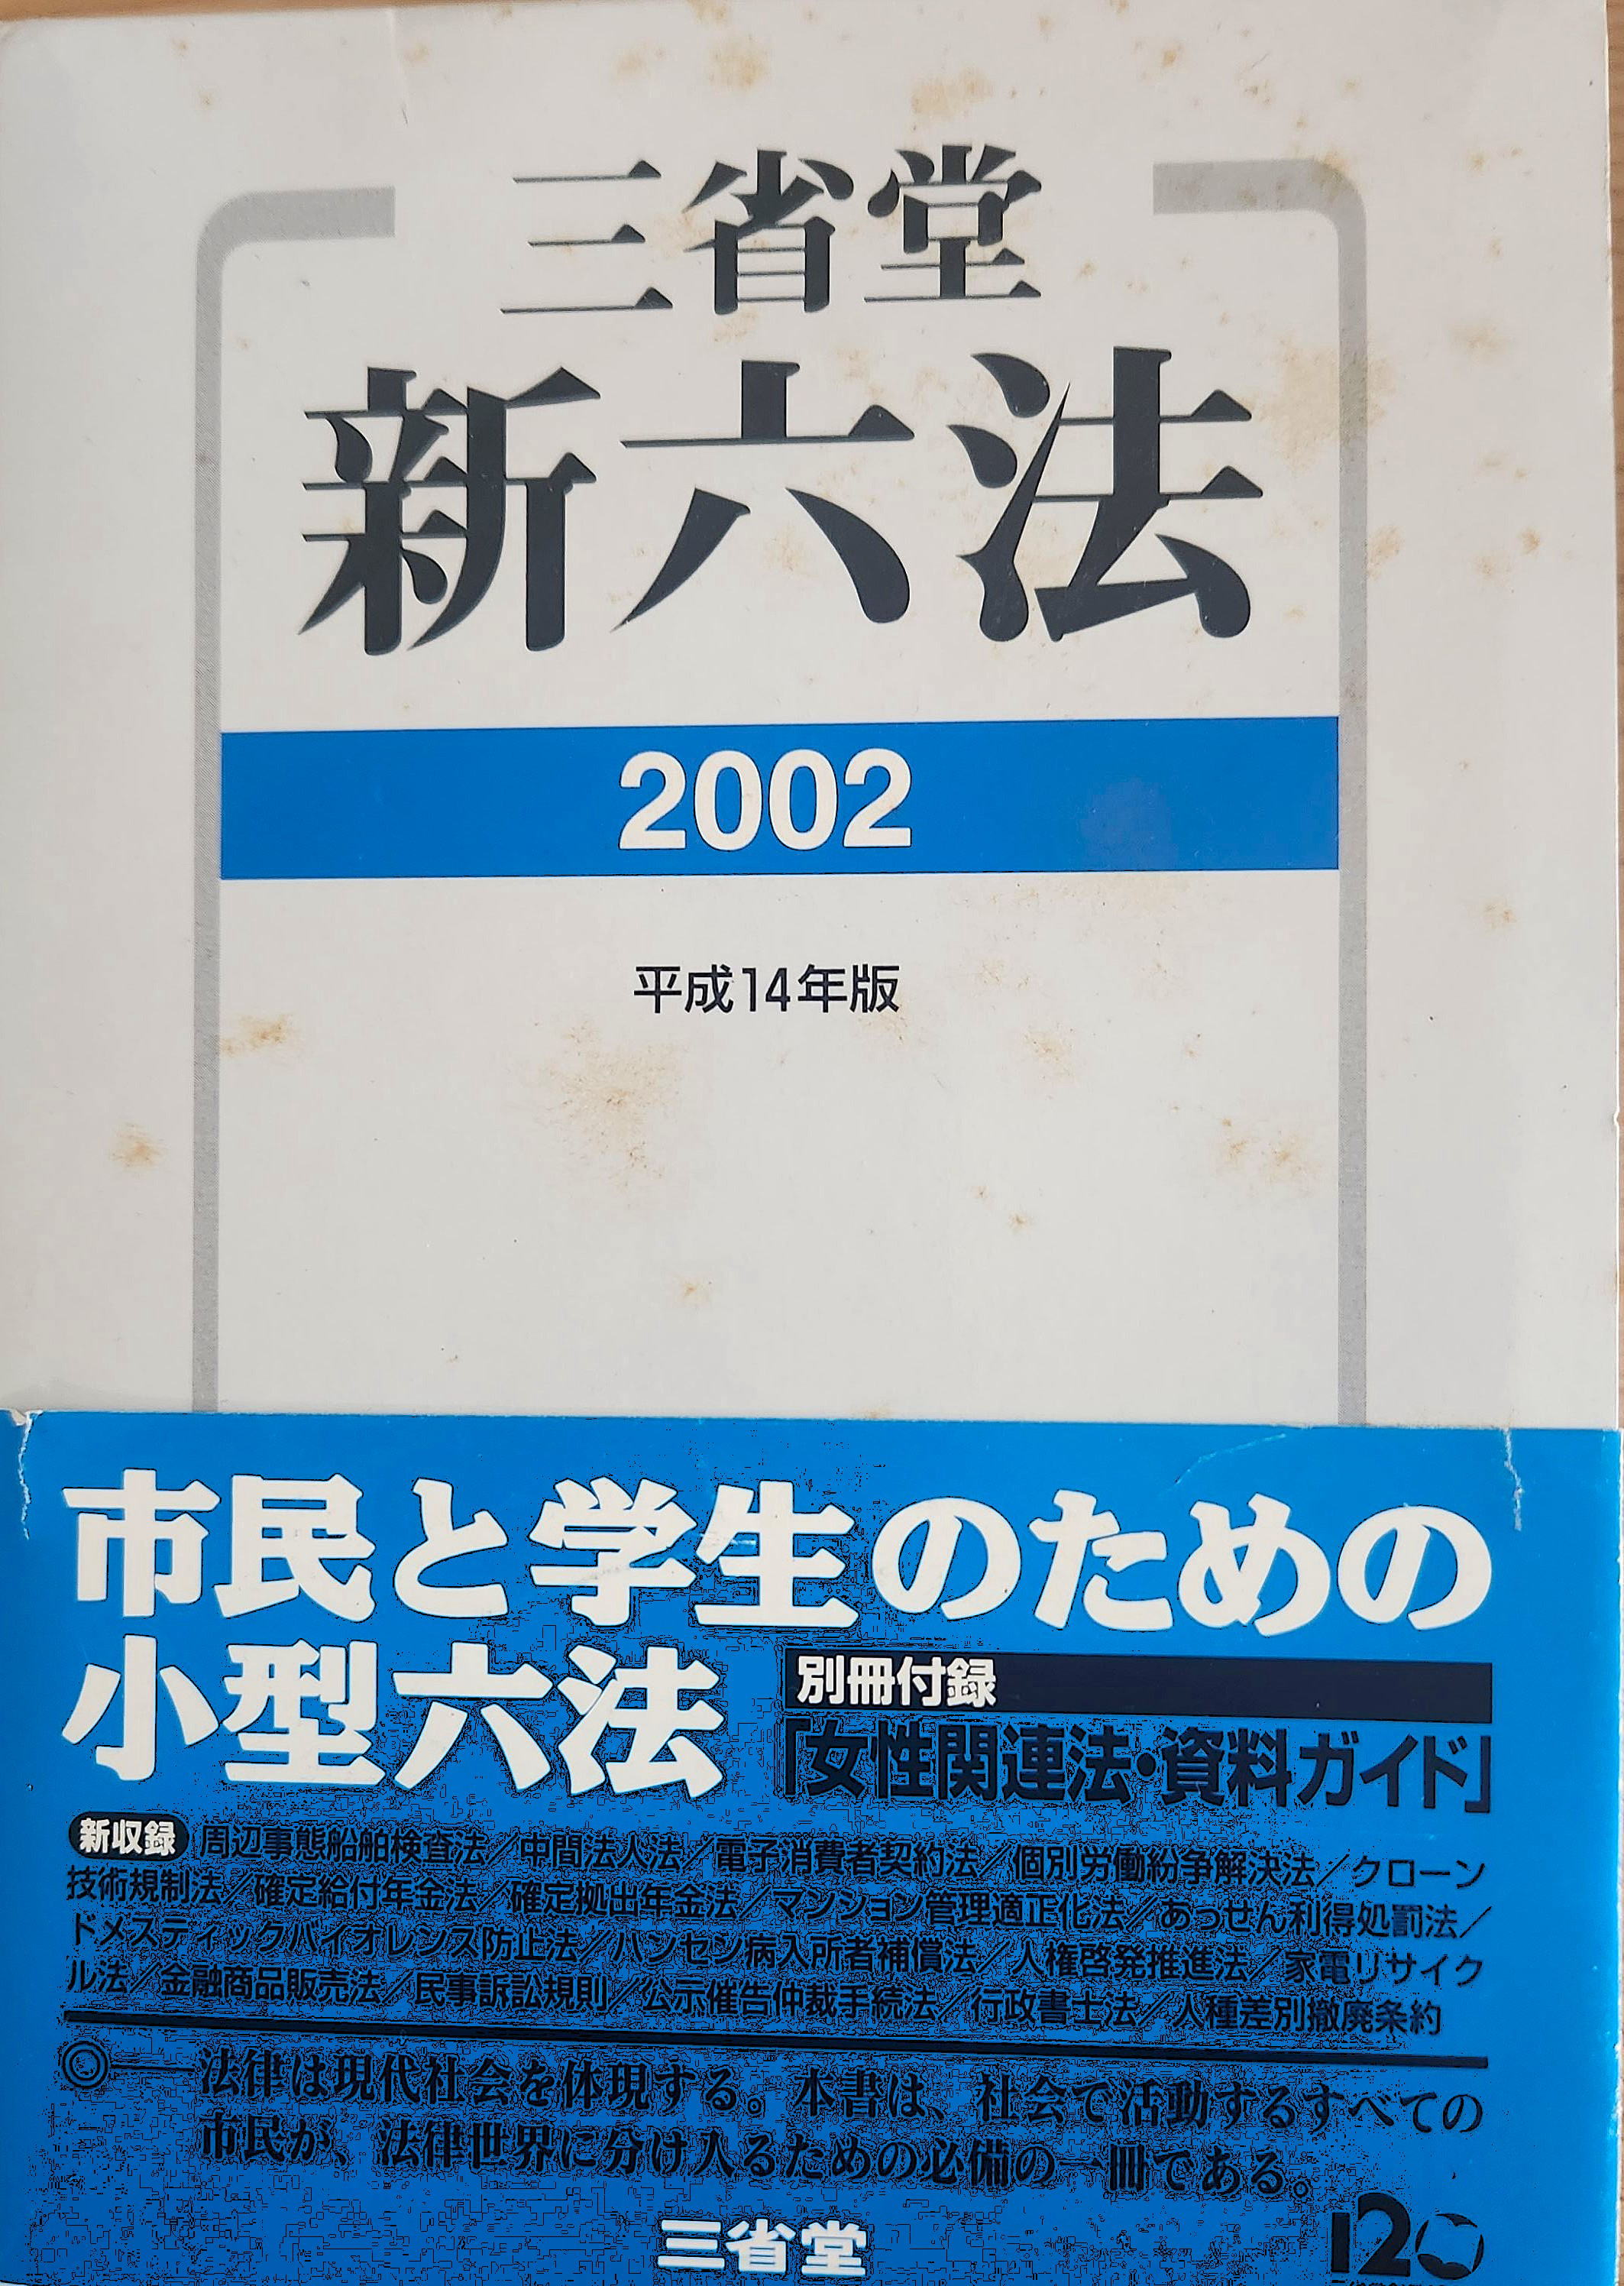 三省堂
新六法
2002
平成14年版
市民と学生のための
小型六法
別冊付録
「女性関連法・資料ガイド」
新収録 周辺事態船舶検査法／中間法人法／電子消費者契約法／個別労働紛争解決法／クローン
技術規制法／確定給付年金法／確定拠出年金法／マンション管理適正化法／あっせん利得処罰法／
ドメスティックバイオレンス防止法／ハンセン病入所者補償法／人権啓発推進法／家電リサイク
ル法／金融商品販売法／民事訴訟規則／公示催告仲裁手続法／行政書士法／人種差別撤廃条約
◎―法律は現代社会を体現する。本書は、社会で活動するすべての
市民が、法律世界に分け入るための必備の一冊である。
三省堂
120